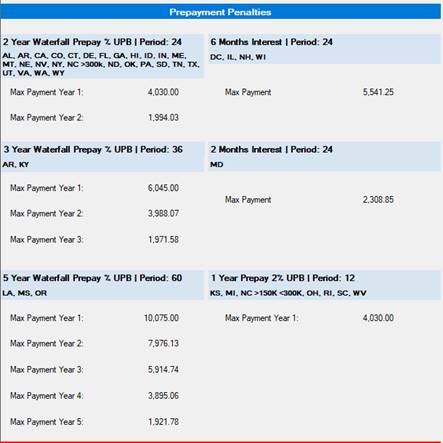 Prepayment Penalties
2 Year Waterfall Prepay % UPB | Period: 24
AL, AR, CA, CO, CT, DE, FL, GA, HI, ID, IN, ME,
MT, NE, NV, NY, NC >300k, ND, OK, PA, SD, TN, TX,
UT, VA, WA, WY
Max Payment Year 1: 4,030.00
Max Payment Year 2: 1,994.03
6 Months Interest | Period: 24
DC, IL, NH, WI
Max Payment 5,541.25
3 Year Waterfall Prepay % UPB | Period: 36
AR, KY
Max Payment Year 1: 6,045.00
Max Payment Year 2: 3,988.07
Max Payment Year 3: 1,971.58
2 Months Interest | Period: 24
MD
Max Payment 2,308.85
5 Year Waterfall Prepay % UPB | Period: 60
LA, MS, OR
Max Payment Year 1: 10,075.00
Max Payment Year 2: 7,976.13
Max Payment Year 3: 5,914.74
Max Payment Year 4: 3,895.06
Max Payment Year 5: 1,921.78
1 Year Prepay 2% UPB | Period: 12
KS, MI, NC >150K <300K, OH, RI, SC, WV
Max Payment Year 1: 4,030.00